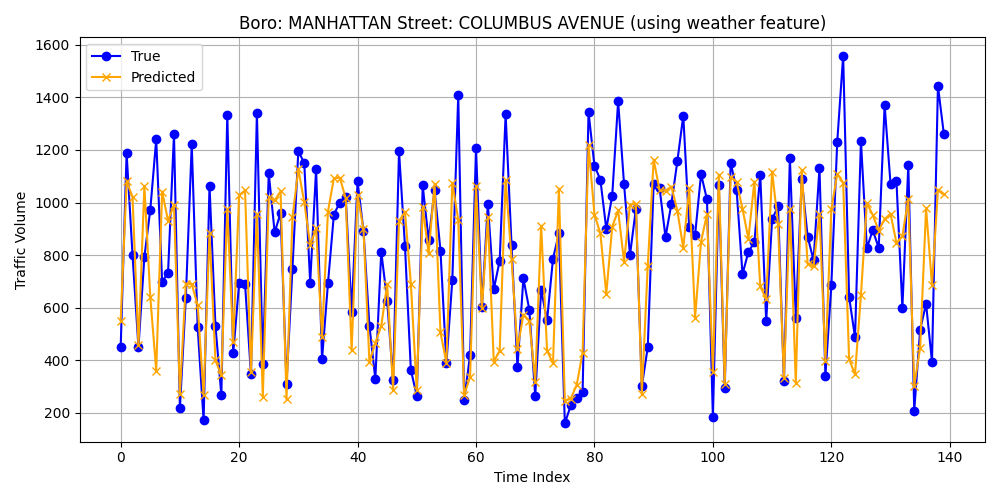 Boro: MANHATTAN Street: COLUMBUS AVENUE (using weather feature)
True
Predicted
Traffic Volume
1600
1400
1200
1000
800
600
400
200
0 20 40 60 80 100 120 140
Time Index